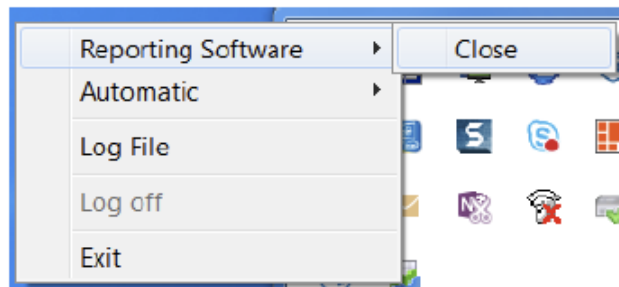 Reporting Software
Close
Automatic
Log File
Log off
Exit